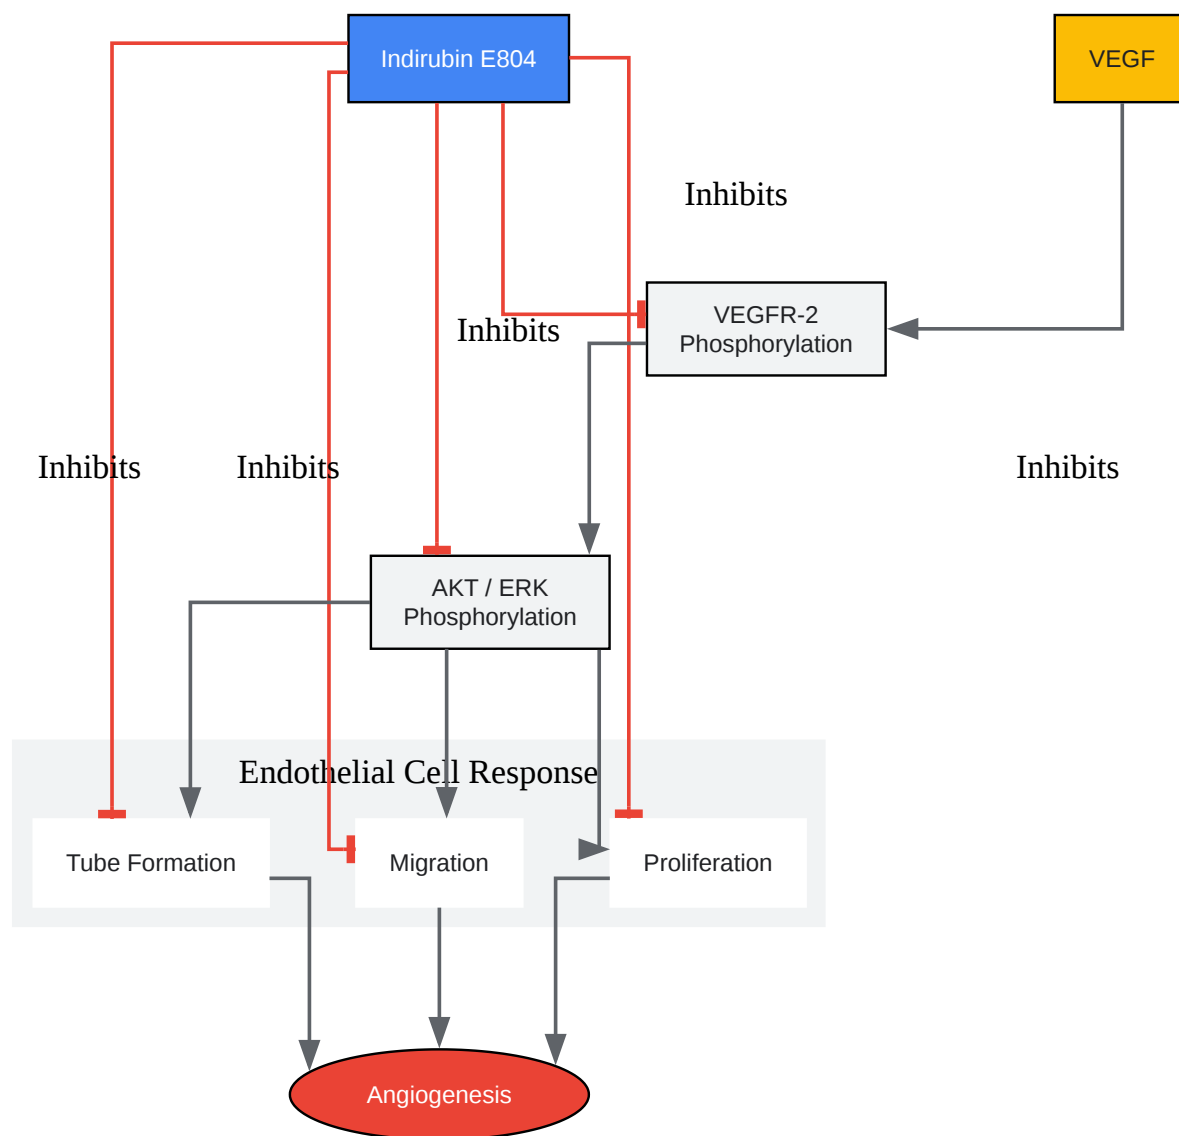 Indirubin E804
VEGF
Inhibits
VEGFR-2
Phosphorylation
Inhibits
Inhibits
Inhibits
Inhibits
AKT / ERK
Phosphorylation
Endothelial Cell Response
Tube Formation
Migration
Proliferation
Angiogenesis